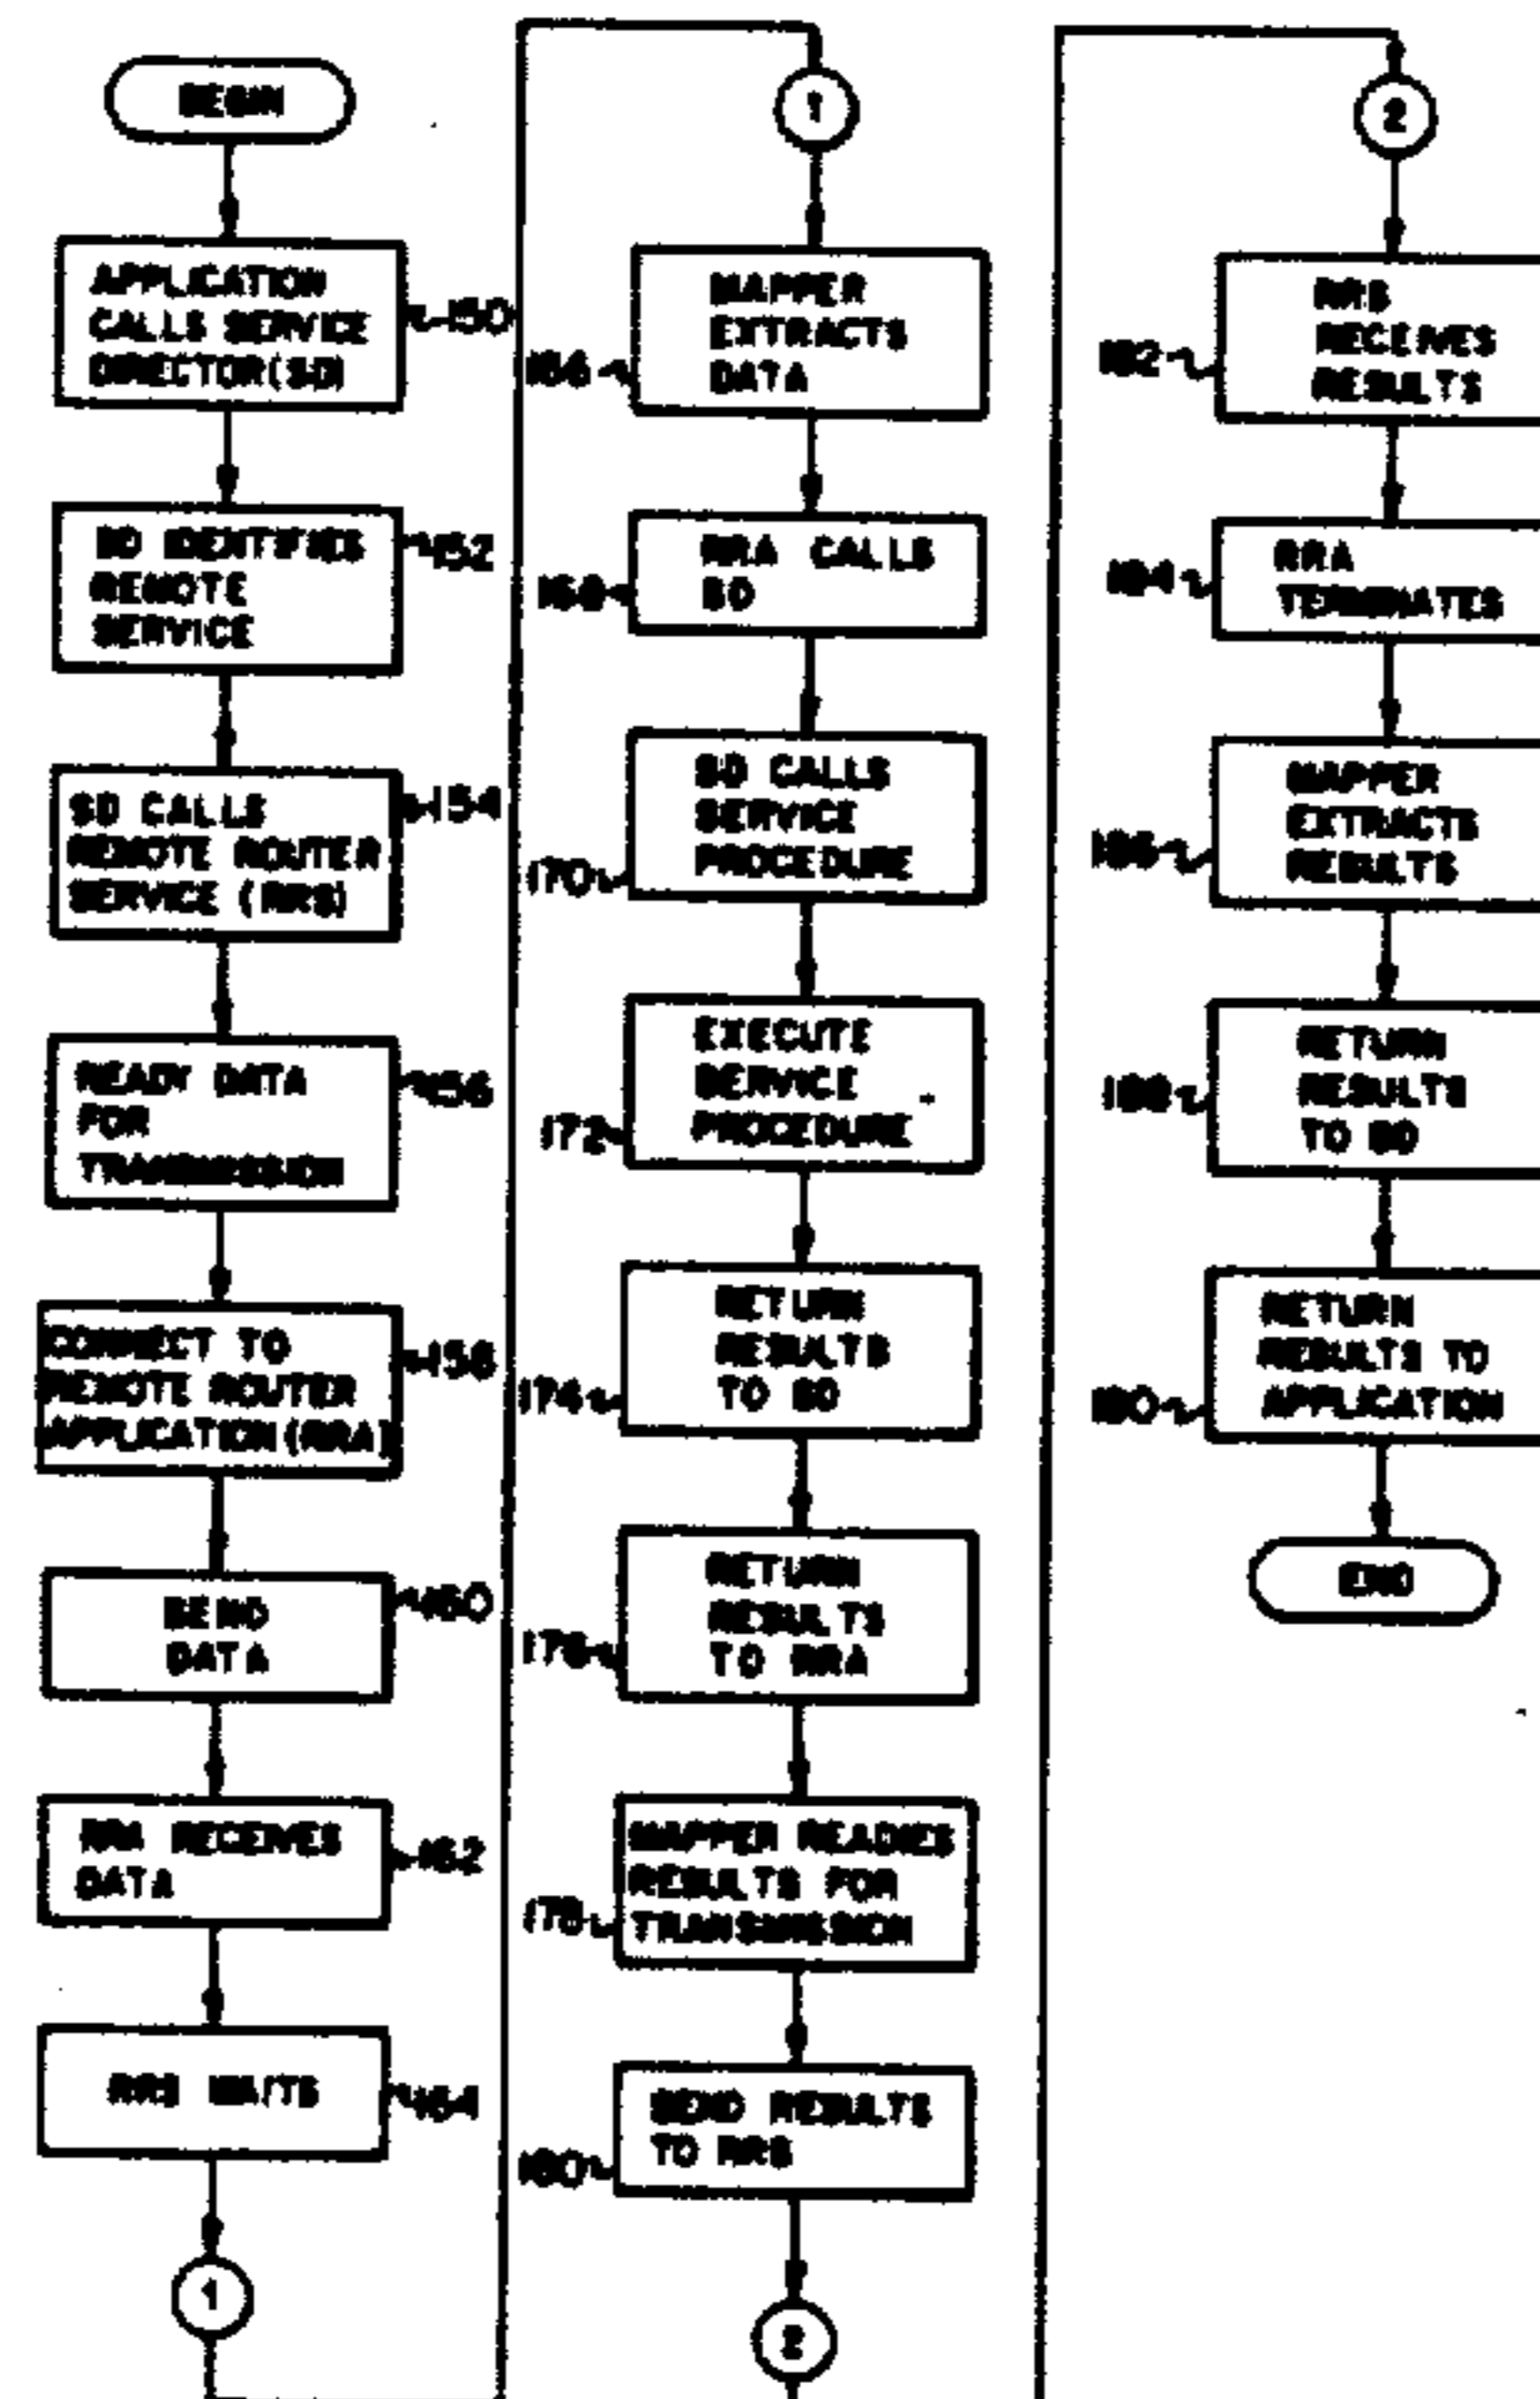 BEGIN
APPLICATION
CALLS SERVICE
DIRECTOR(SD)
150
SD IDENTIFIES
REMOTE
SERVICE
152
SD CALLS
REMOTE ROUTER
SERVICE (RRS)
154
READY DATA
FOR
TRANSMISSION
156
CONNECT TO
REMOTE ROUTER
APPLICATION(RRA)
158
SEND
DATA
160
RRA RECEIVES
DATA
162
RRS WAITS
164
1
1
MAPPER
EXTRACTS
DATA
166
RRA CALLS
SD
168
SD CALLS
SERVICE
PROCEDURE
170
EXECUTE
SERVICE
PROCEDURE
172
RETURN
RESULTS
TO SD
174
RETURN
RESULTS
TO RRA
176
MAPPER READIES
RESULTS FOR
TRANSMISSION
178
SEND RESULTS
TO RRS
180
2
2
RRS
RECEIVES
RESULTS
182
RRA
TERMINATES
184
MAPPER
EXTRACTS
RESULTS
186
RETURN
RESULTS
TO SD
188
RETURN
RESULTS TO
APPLICATION
190
END